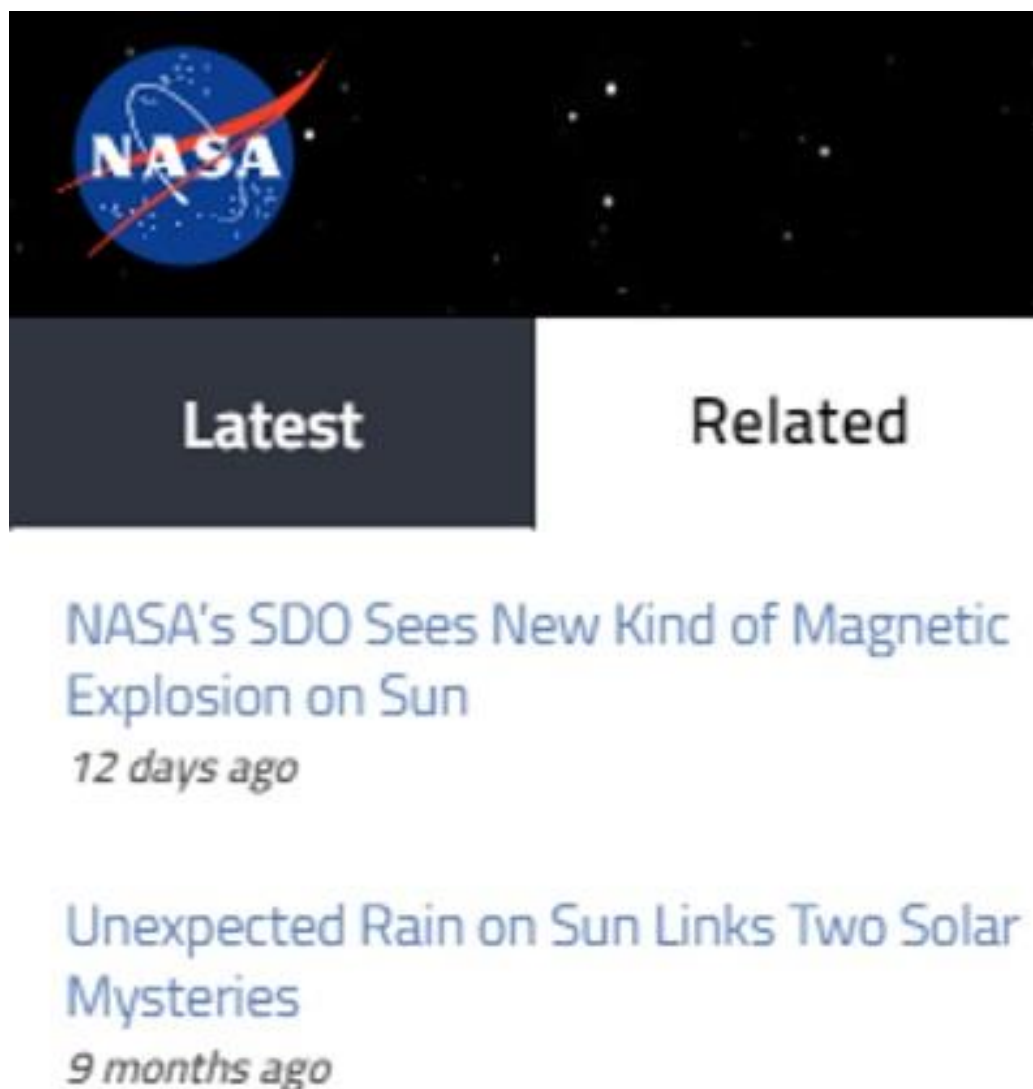 NASA
Latest
Related
NASA's SDO Sees New Kind of Magnetic
Explosion on Sun
12 days ago
Unexpected Rain on Sun Links Two Solar
Mysteries
9 months ago